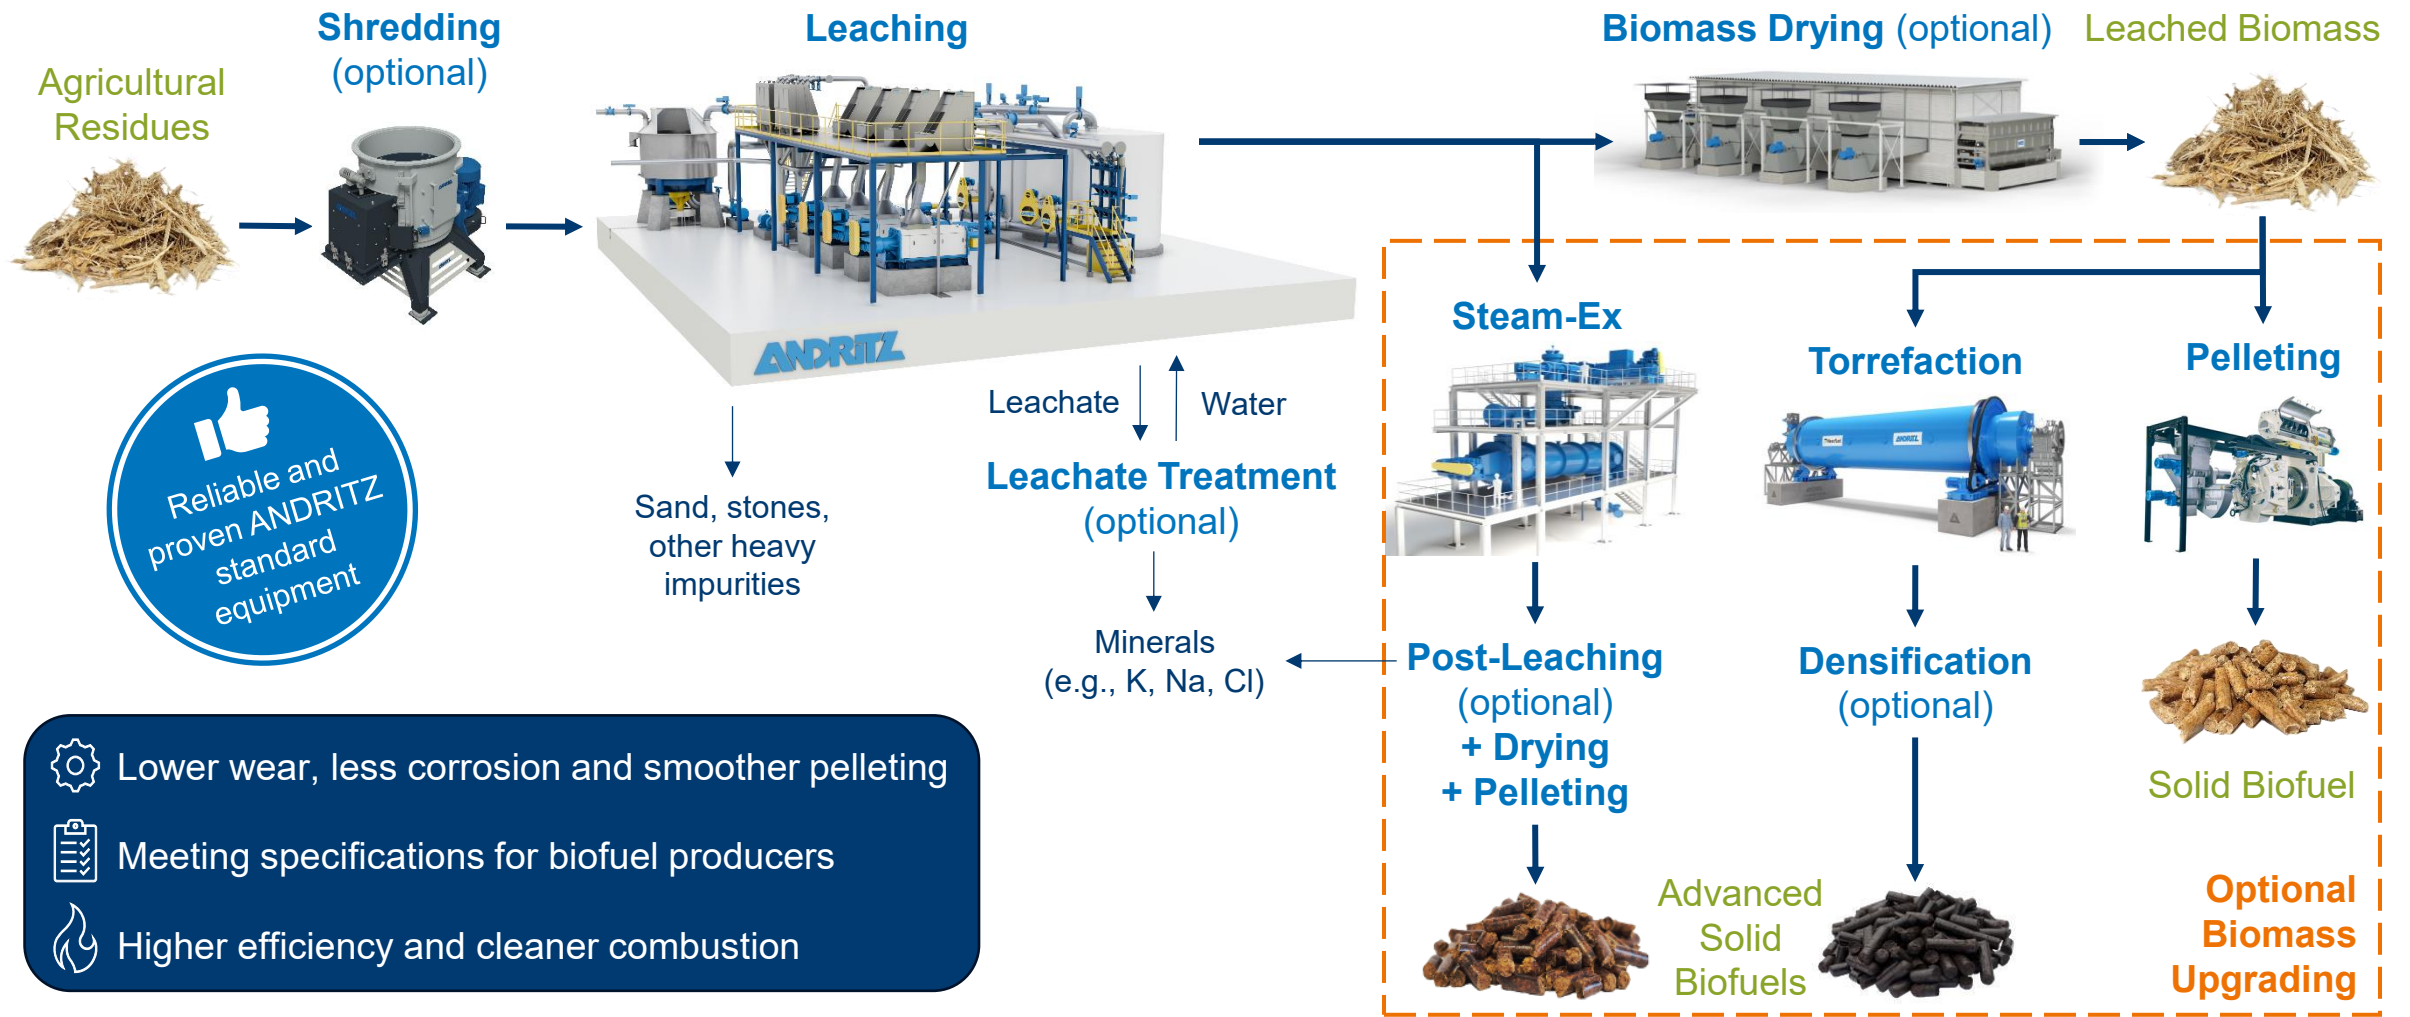 Shredding
(optional)
Leaching
Biomass Drying (optional)
Leached Biomass
Agricultural
Residues
ANDRITZ
Steam-Ex
Torrefaction
Pelleting
Leachate
Water
Leachate Treatment
(optional)
Sand, stones,
other heavy
impurities
Reliable and
proven ANDRITZ
standard
equipment
Minerals
(e.g., K, Na, Cl)
Post-Leaching
(optional)
+ Drying
+ Pelleting
Densification
(optional)
Solid Biofuel
Lower wear, less corrosion and smoother pelleting
Meeting specifications for biofuel producers
Higher efficiency and cleaner combustion
Advanced
Solid
Biofuels
Optional
Biomass
Upgrading